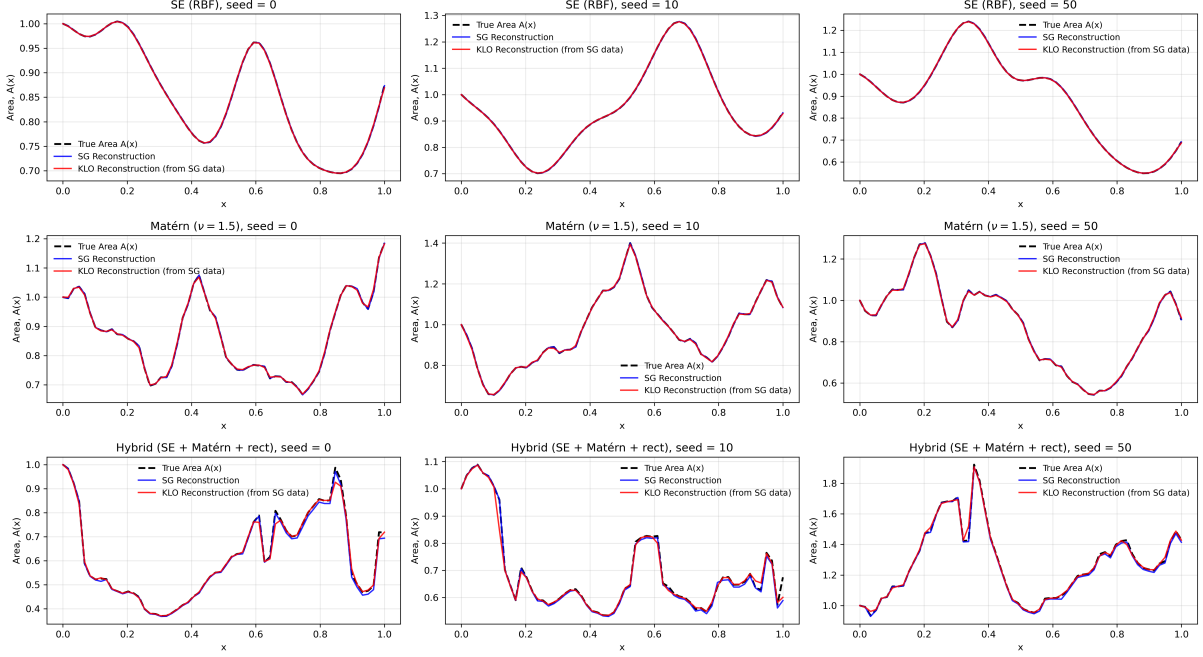 SE (RBF), seed = 0
1.00
0.95
0.90
0.85
0.80
0.75
0.70
Area, A(x)
True Area A(x)
SG Reconstruction
KLO Reconstruction (from SG data)
0.0 0.2 0.4 0.6 0.8 1.0
x
SE (RBF), seed = 10
1.3
1.2
1.1
1.0
0.9
0.8
0.7
Area, A(x)
True Area A(x)
SG Reconstruction
KLO Reconstruction (from SG data)
0.0 0.2 0.4 0.6 0.8 1.0
x
SE (RBF), seed = 50
1.2
1.0
0.8
0.6
Area, A(x)
True Area A(x)
SG Reconstruction
KLO Reconstruction (from SG data)
0.0 0.2 0.4 0.6 0.8 1.0
x
Matérn (ν = 1.5), seed = 0
1.2
1.1
1.0
0.9
0.8
0.7
Area, A(x)
True Area A(x)
SG Reconstruction
KLO Reconstruction (from SG data)
0.0 0.2 0.4 0.6 0.8 1.0
x
Matérn (ν = 1.5), seed = 10
1.4
1.2
1.0
0.8
Area, A(x)
True Area A(x)
SG Reconstruction
KLO Reconstruction (from SG data)
0.0 0.2 0.4 0.6 0.8 1.0
x
Matérn (ν = 1.5), seed = 50
1.2
1.0
0.8
0.6
Area, A(x)
True Area A(x)
SG Reconstruction
KLO Reconstruction (from SG data)
0.0 0.2 0.4 0.6 0.8 1.0
x
Hybrid (SE + Matérn + rect), seed = 0
1.0
0.9
0.8
0.7
0.6
0.5
0.4
Area, A(x)
True Area A(x)
SG Reconstruction
KLO Reconstruction (from SG data)
0.0 0.2 0.4 0.6 0.8 1.0
x
Hybrid (SE + Matérn + rect), seed = 10
1.1
1.0
0.9
0.8
0.7
0.6
Area, A(x)
True Area A(x)
SG Reconstruction
KLO Reconstruction (from SG data)
0.0 0.2 0.4 0.6 0.8 1.0
x
Hybrid (SE + Matérn + rect), seed = 50
1.8
1.6
1.4
1.2
1.0
Area, A(x)
True Area A(x)
SG Reconstruction
KLO Reconstruction (from SG data)
0.0 0.2 0.4 0.6 0.8 1.0
x